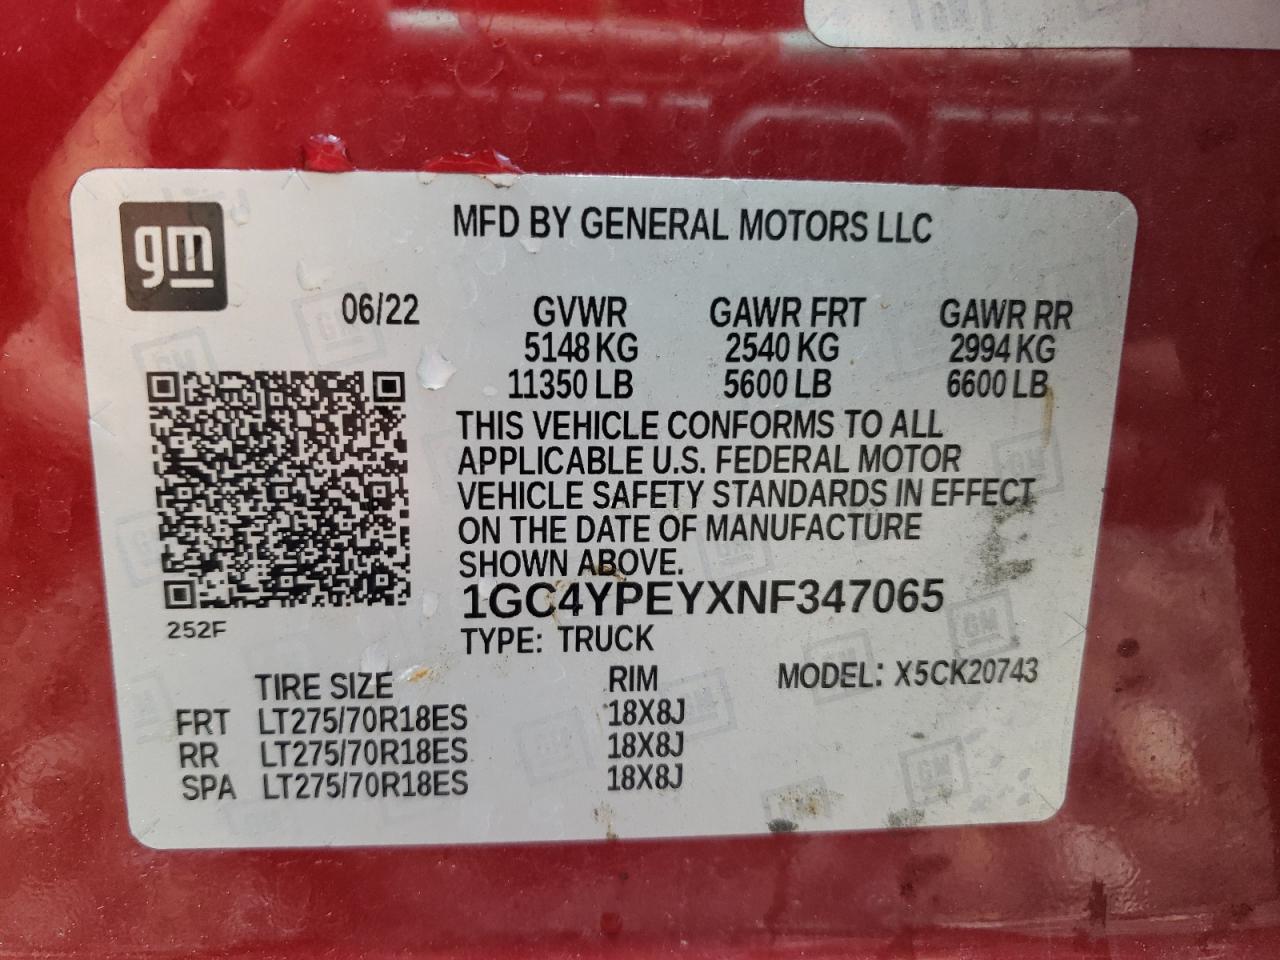 gm
MFD BY GENERAL MOTORS LLC
06/22 GVWR GAWR FRT GAWR RR
5148 KG 2540 KG 2994 KG
11350 LB 5600 LB 6600 LB
THIS VEHICLE CONFORMS TO ALL
APPLICABLE U.S. FEDERAL MOTOR
VEHICLE SAFETY STANDARDS IN EFFECT
ON THE DATE OF MANUFACTURE
SHOWN ABOVE.
1GC4YPEYXNF347065
252F
TYPE: TRUCK
TIRE SIZE RIM MODEL: X5CK20743
FRT LT275/70R18ES 18X8J
RR LT275/70R18ES 18X8J
SPA LT275/70R18ES 18X8J